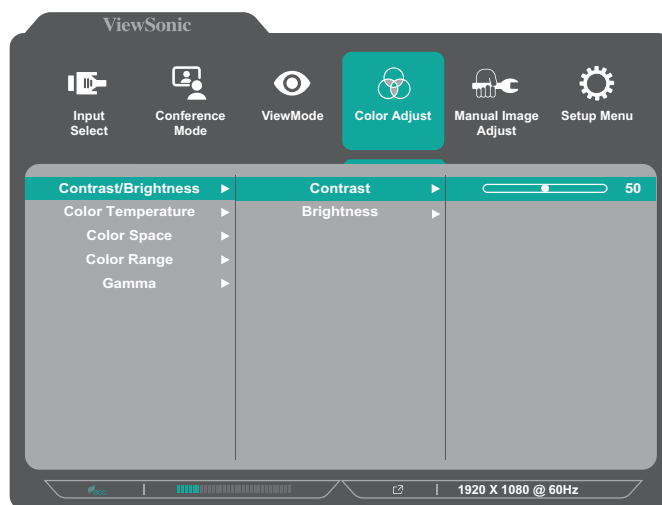 ViewSonic
Input Select
Conference Mode
ViewMode
Color Adjust
Manual Image Adjust
Setup Menu
Contrast/Brightness
Contrast
50
Color Temperature
Brightness
Color Space
Color Range
Gamma
eco
1920 X 1080 @ 60Hz